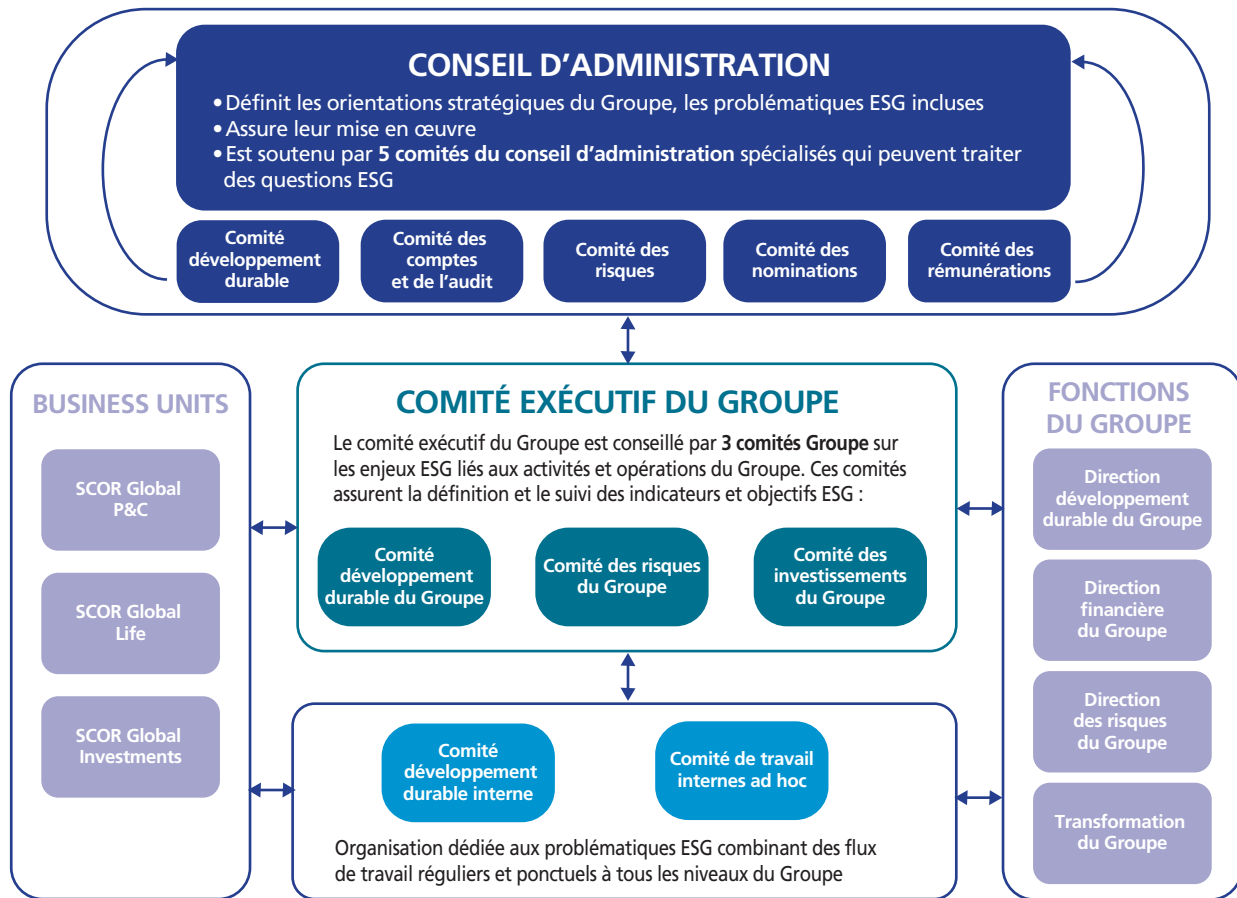 CONSEIL D’ADMINISTRATION
• Définit les orientations stratégiques du Groupe, les problématiques ESG incluses
• Assure leur mise en œuvre
• Est soutenu par 5 comités du conseil d’administration spécialisés qui peuvent traiter
des questions ESG
Comité
développement
durable
Comité des
comptes
et de l’audit
Comité des
risques
Comité des
nominations
Comité des
rémunérations
BUSINESS UNITS
SCOR Global
P&C
SCOR Global
Life
SCOR Global
Investments
COMITÉ EXÉCUTIF DU GROUPE
Le comité exécutif du Groupe est conseillé par 3 comités Groupe sur
les enjeux ESG liés aux activités et opérations du Groupe. Ces comités
assurent la définition et le suivi des indicateurs et objectifs ESG :
Comité
développement
durable du Groupe
Comité des risques
du Groupe
Comité des
investissements
du Groupe
Comité
développement
durable interne
Comité de travail
internes ad hoc
Organisation dédiée aux problématiques ESG combinant des flux
de travail réguliers et ponctuels à tous les niveaux du Groupe
FONCTIONS
DU GROUPE
Direction
développement
durable du Groupe
Direction
financière
du Groupe
Direction
des risques
du Groupe
Transformation
du Groupe